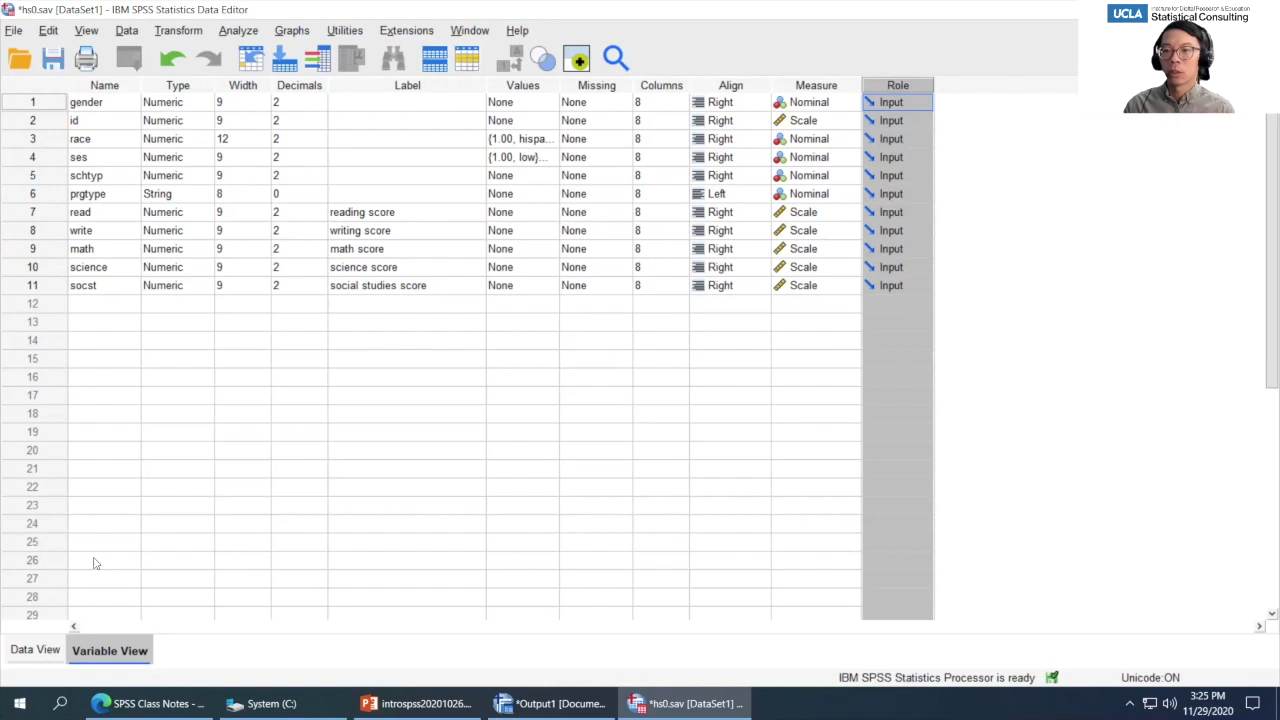 *hs0.sav [DataSet1] - IBM SPSS Statistics Data Editor
UCLA Institute for Digital Research & Education
Statistical Consulting
File Edit View Data Transform Analyze Graphs Utilities Extensions Window Help
Name Type Width Decimals Label Values Missing Columns Align Measure Role
1 gender Numeric 9 2 None None 8 Right Nominal Input
2 id Numeric 9 2 None None 8 Right Scale Input
3 race Numeric 12 2 {1.00, hispa... None 8 Right Nominal Input
4 ses Numeric 9 2 {1.00, low}... None 8 Right Nominal Input
5 schtyp Numeric 9 2 None None 8 Right Nominal Input
6 prgtype String 8 0 None None 8 Left Nominal Input
7 read Numeric 9 2 reading score None None 8 Right Scale Input
8 write Numeric 9 2 writing score None None 8 Right Scale Input
9 math Numeric 9 2 math score None None 8 Right Scale Input
10 science Numeric 9 2 science score None None 8 Right Scale Input
11 socst Numeric 9 2 social studies score None None 8 Right Scale Input
12
13
14
15
16
17
18
19
20
21
22
23
24
25
26
27
28
29
Data View Variable View
IBM SPSS Statistics Processor is ready Unicode:ON
SPSS Class Notes - ... System (C:) introspss20201026... *Output1 [Docume... *hs0.sav [DataSet1] ... 3:25 PM
11/29/2020